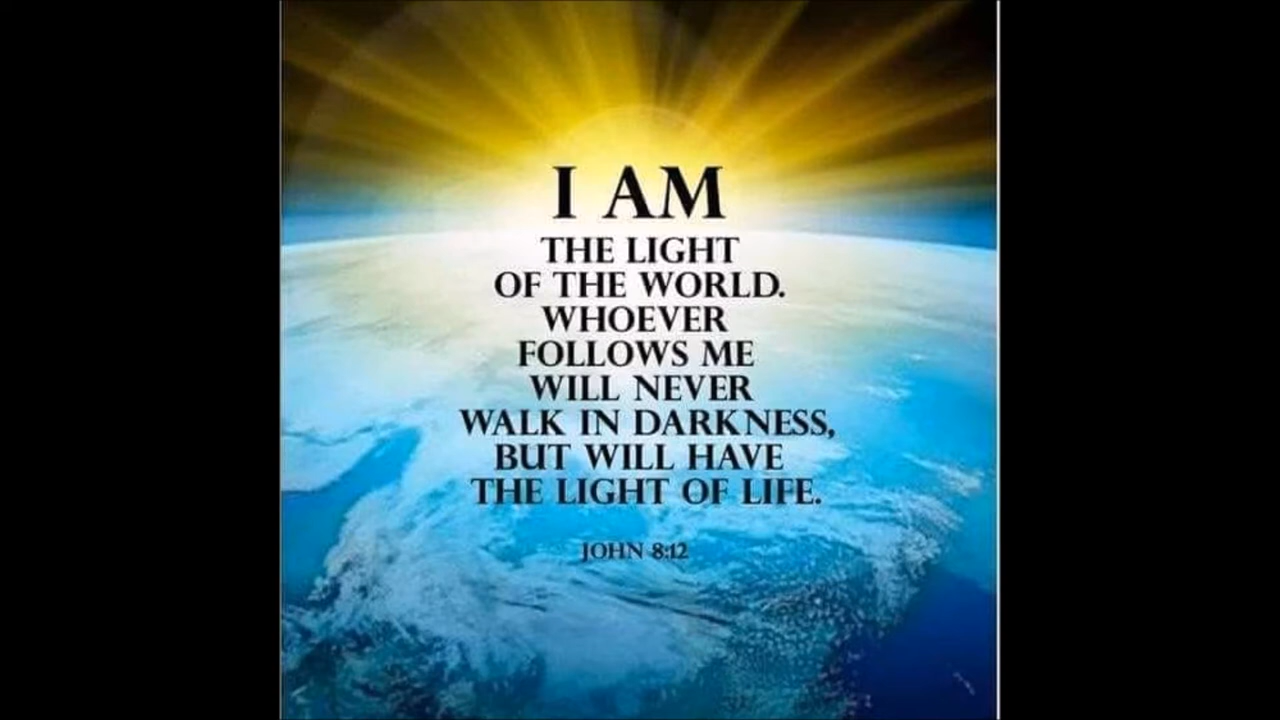 I AM
THE LIGHT
OF THE WORLD.
WHOEVER
FOLLOWS ME
WILL NEVER
WALK IN DARKNESS,
BUT WILL HAVE
THE LIGHT OF LIFE.
JOHN 8:12